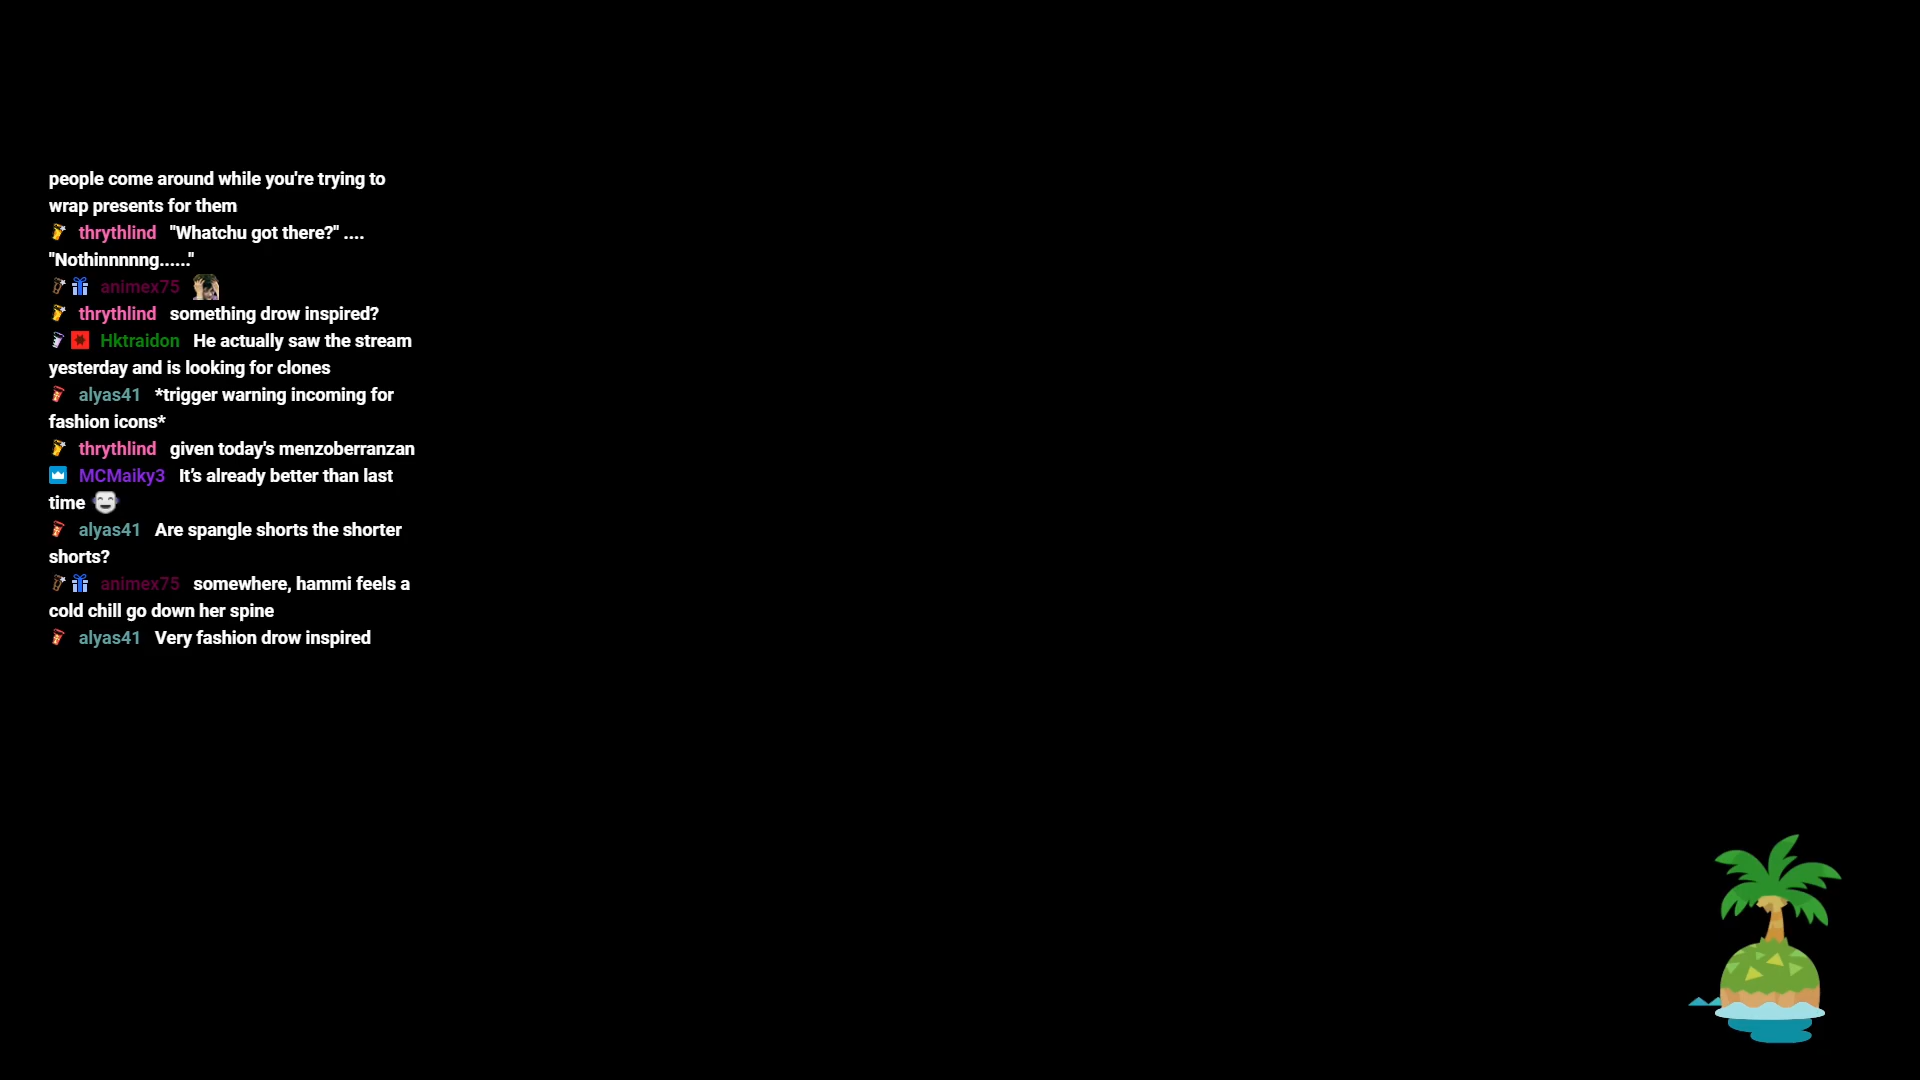 people come around while you're trying to
wrap presents for them
thrythlind "Whatchu got there?" ....
"Nothinnnnng......"
animex75
thrythlind something drow inspired?
Hktraidon He actually saw the stream
yesterday and is looking for clones
alyas41 *trigger warning incoming for
fashion icons*
thrythlind given today's menzoberranzan
MCMaiky3 It’s already better than last
time
alyas41 Are spangle shorts the shorter
shorts?
animex75 somewhere, hammi feels a
cold chill go down her spine
alyas41 Very fashion drow inspired